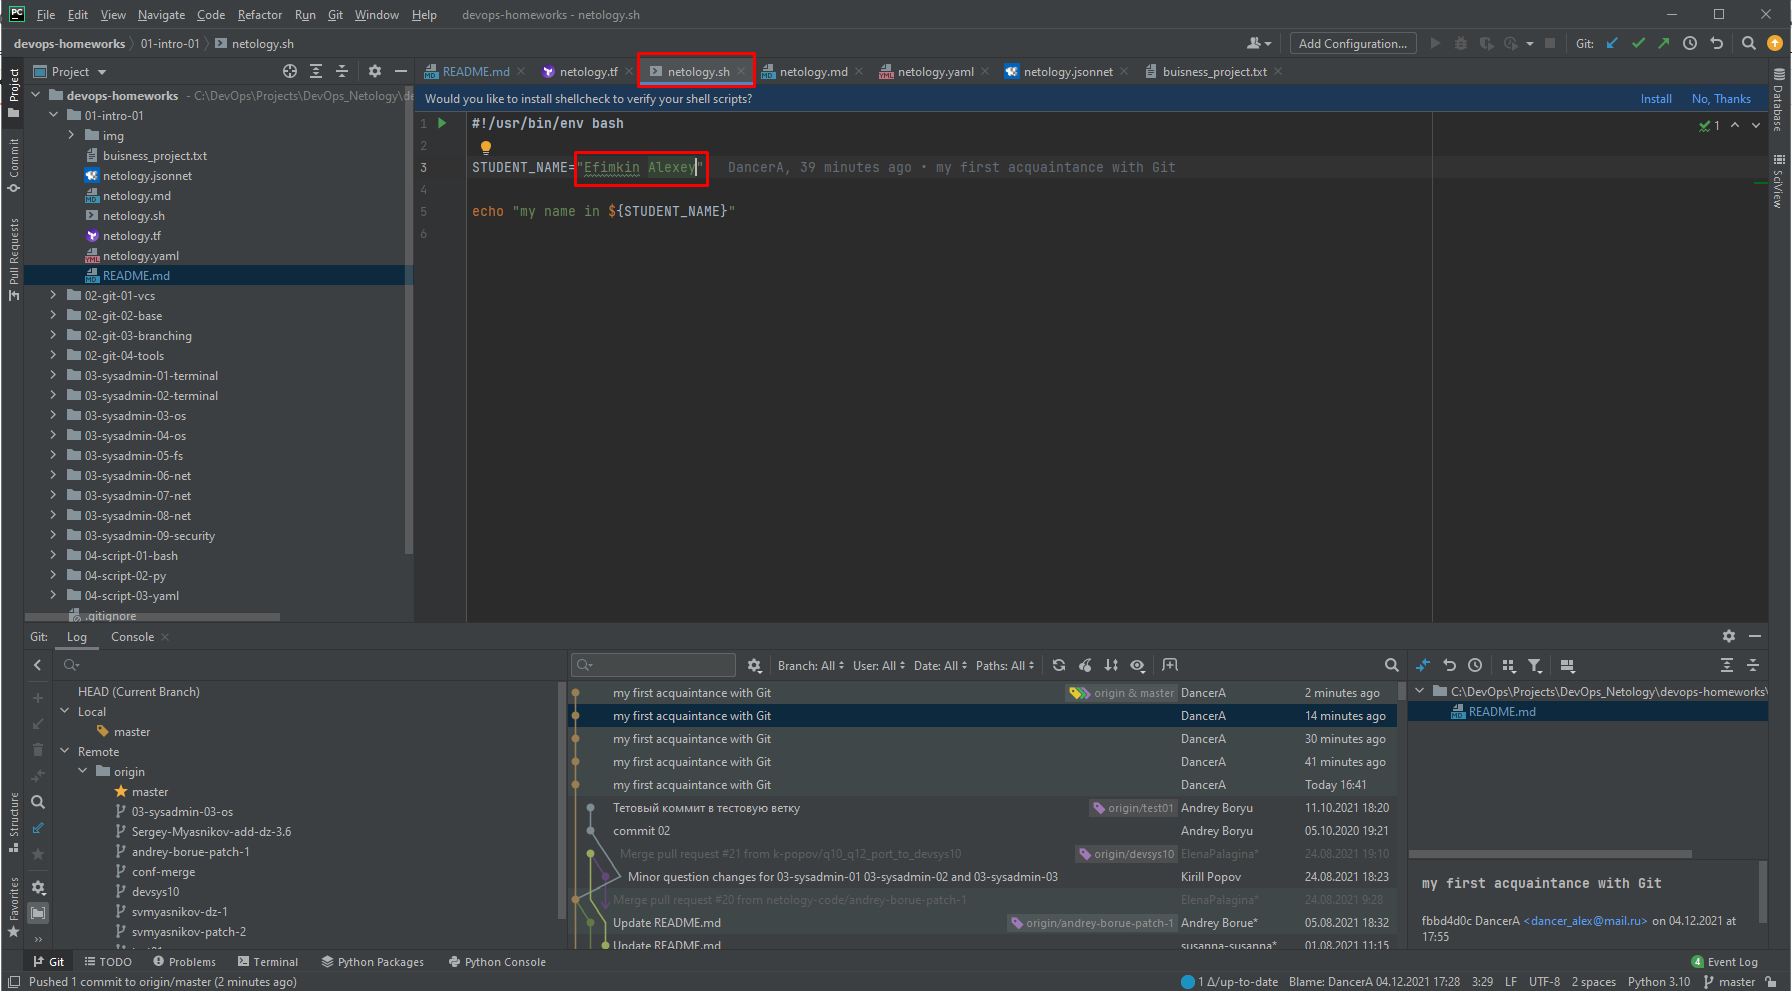 PC File Edit View Navigate Code Refactor Run Git Window Help devops-homeworks - netology.sh
devops-homeworks 01-intro-01 netology.sh Add Configuration... Git:
Project README.md netology.tf netology.sh netology.md netology.yaml netology.jsonnet buisness_project.txt
Would you like to install shellcheck to verify your shell scripts? Install No, Thanks
Project
Commit
Pull Requests
Structure
Favorites
devops-homeworks - C:\DevOps\Projects\DevOps_Netology\de
01-intro-01
img
buisness_project.txt
netology.jsonnet
netology.md
netology.sh
netology.tf
netology.yaml
README.md
02-git-01-vcs
02-git-02-base
02-git-03-branching
02-git-04-tools
03-sysadmin-01-terminal
03-sysadmin-02-terminal
03-sysadmin-03-os
03-sysadmin-04-os
03-sysadmin-05-fs
03-sysadmin-06-net
03-sysadmin-07-net
03-sysadmin-08-net
03-sysadmin-09-security
04-script-01-bash
04-script-02-py
04-script-03-yaml
.gitignore
1 #!/usr/bin/env bash
2
3 STUDENT_NAME="Efimkin Alexey" DancerA, 39 minutes ago • my first acquaintance with Git
4
5 echo "my name in ${STUDENT_NAME}"
6
1
Database
SciView
Git: Log Console
HEAD (Current Branch)
Local
master
Remote
origin
master
03-sysadmin-03-os
Sergey-Myasnikov-add-dz-3.6
andrey-borue-patch-1
conf-merge
devsys10
svmyasnikov-dz-1
svmyasnikov-patch-2
Branch: All User: All Date: All Paths: All
my first acquaintance with Git origin & master DancerA 2 minutes ago
my first acquaintance with Git DancerA 14 minutes ago
my first acquaintance with Git DancerA 30 minutes ago
my first acquaintance with Git DancerA 41 minutes ago
my first acquaintance with Git DancerA Today 16:41
Тетовый коммит в тестовую ветку origin/test01 Andrey Boryu 11.10.2021 18:20
commit 02 Andrey Boryu 05.10.2020 19:21
Merge pull request #21 from k-popov/q10_q12_port_to_devsys10 origin/devsys10 ElenaPalagina* 24.08.2021 19:10
Minor question changes for 03-sysadmin-01 03-sysadmin-02 and 03-sysadmin-03 Kirill Popov 24.08.2021 18:23
Merge pull request #20 from netology-code/andrey-borue-patch-1 ElenaPalagina* 24.08.2021 9:28
Update README.md origin/andrey-borue-patch-1 Andrey Borue* 05.08.2021 18:32
Update README.md susanna-susanna* 01.08.2021 11:15
C:\DevOps\Projects\DevOps_Netology\devops-homeworks\
README.md
my first acquaintance with Git
fbbd4d0c DancerA <dancer_alex@mail.ru> on 04.12.2021 at
17:55
Git TODO Problems Terminal Python Packages Python Console 4 Event Log
Pushed 1 commit to origin/master (2 minutes ago) 1 Δ/up-to-date Blame: DancerA 04.12.2021 17:28 3:29 LF UTF-8 2 spaces Python 3.10 master